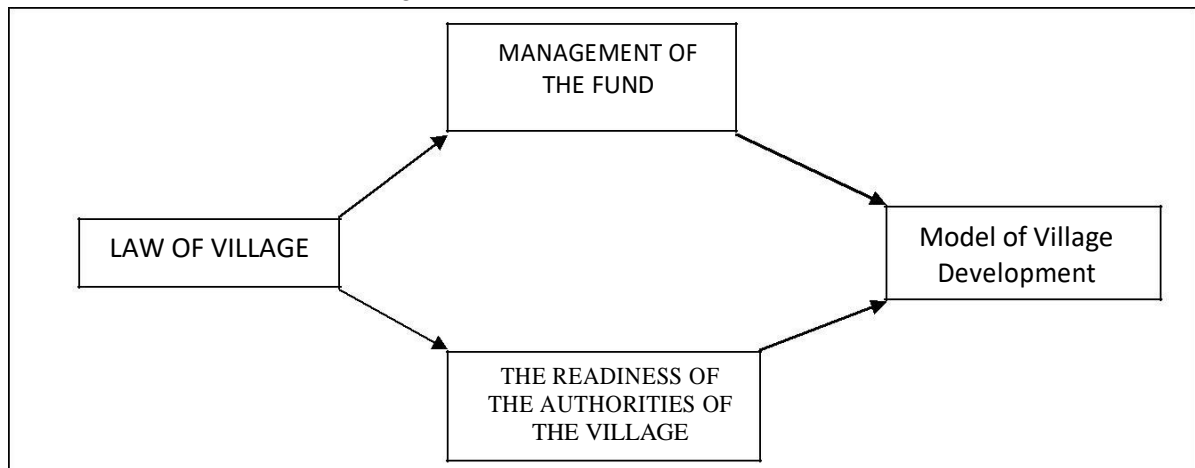 MANAGEMENT OF
THE FUND
LAW OF VILLAGE
Model of Village
Development
THE READINESS OF
THE AUTHORITIES OF
THE VILLAGE